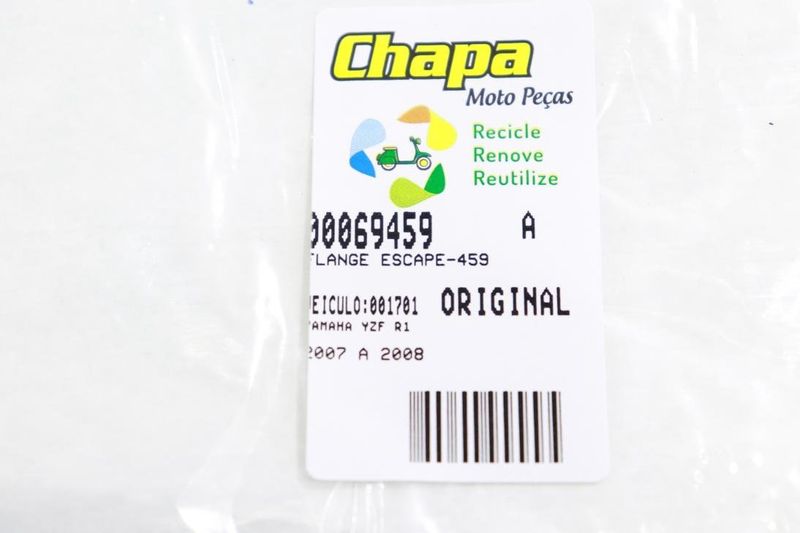 Chapa
Moto Peças
Recicle
Renove
Reutilize
00069459 A
FLANGE ESCAPE-459
VEICULO:001701 ORIGINAL
YAMAHA YZF R1
2007 A 2008